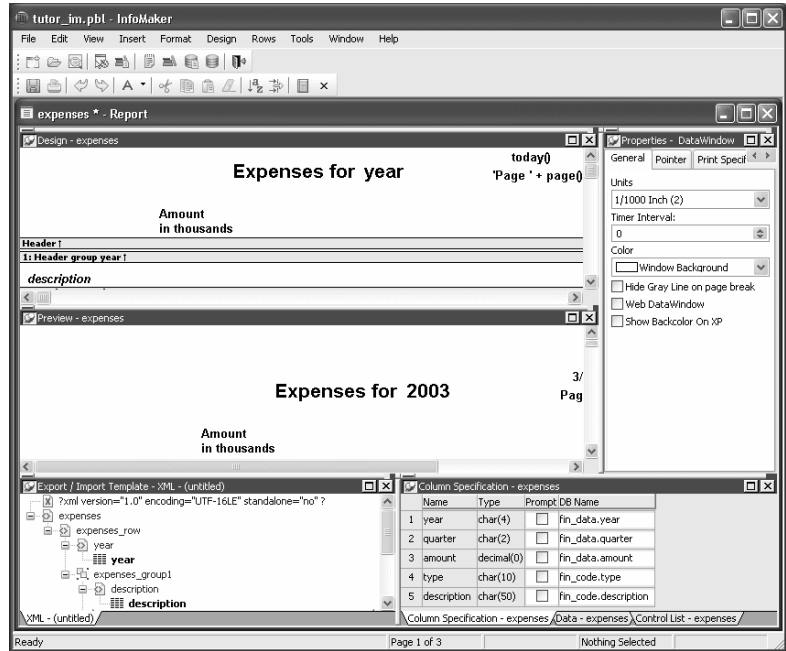 tutor_im.pbl - InfoMaker
File Edit View Insert Format Design Rows Tools Window Help
expenses * - Report
Design - expenses
today()
Expenses for year
'Page ' + page()
Amount
in thousands
Header ↑
1: Header group year ↑
description
Preview - expenses
3/
Expenses for 2003
Pag
Amount
in thousands
Properties - DataWindow
General Pointer Print Specif
Units
1/1000 Inch (2)
Timer Interval:
0
Color
Window Background
Hide Gray Line on page break
Web DataWindow
Show Backcolor On XP
Export / Import Template - XML - (untitled)
?xml version="1.0" encoding="UTF-16LE" standalone="no" ?
expenses
expenses_row
year
year
expenses_group1
description
description
XML - (untitled)
Column Specification - expenses
Name Type Prompt DB Name
1 year char(4) fin_data.year
2 quarter char(2) fin_data.quarter
3 amount decimal(0) fin_data.amount
4 type char(10) fin_code.type
5 description char(50) fin_code.description
Column Specification - expenses Data - expenses Control List - expenses
Ready Page 1 of 3 Nothing Selected